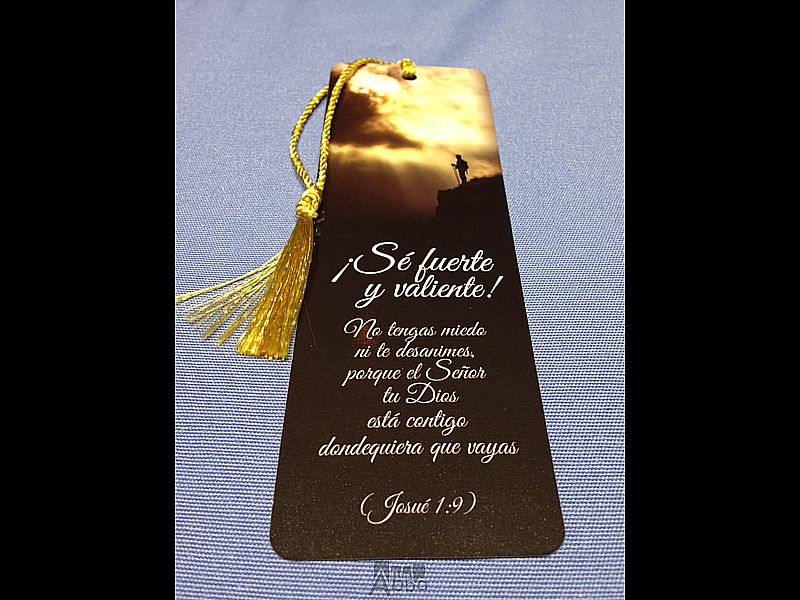 ¡Sé fuerte
y valiente!
No tengas miedo
ni te desanimes,
porque el Señor
tu Dios
está contigo
dondequiera que vayas
(Josué 1:9)
Abba